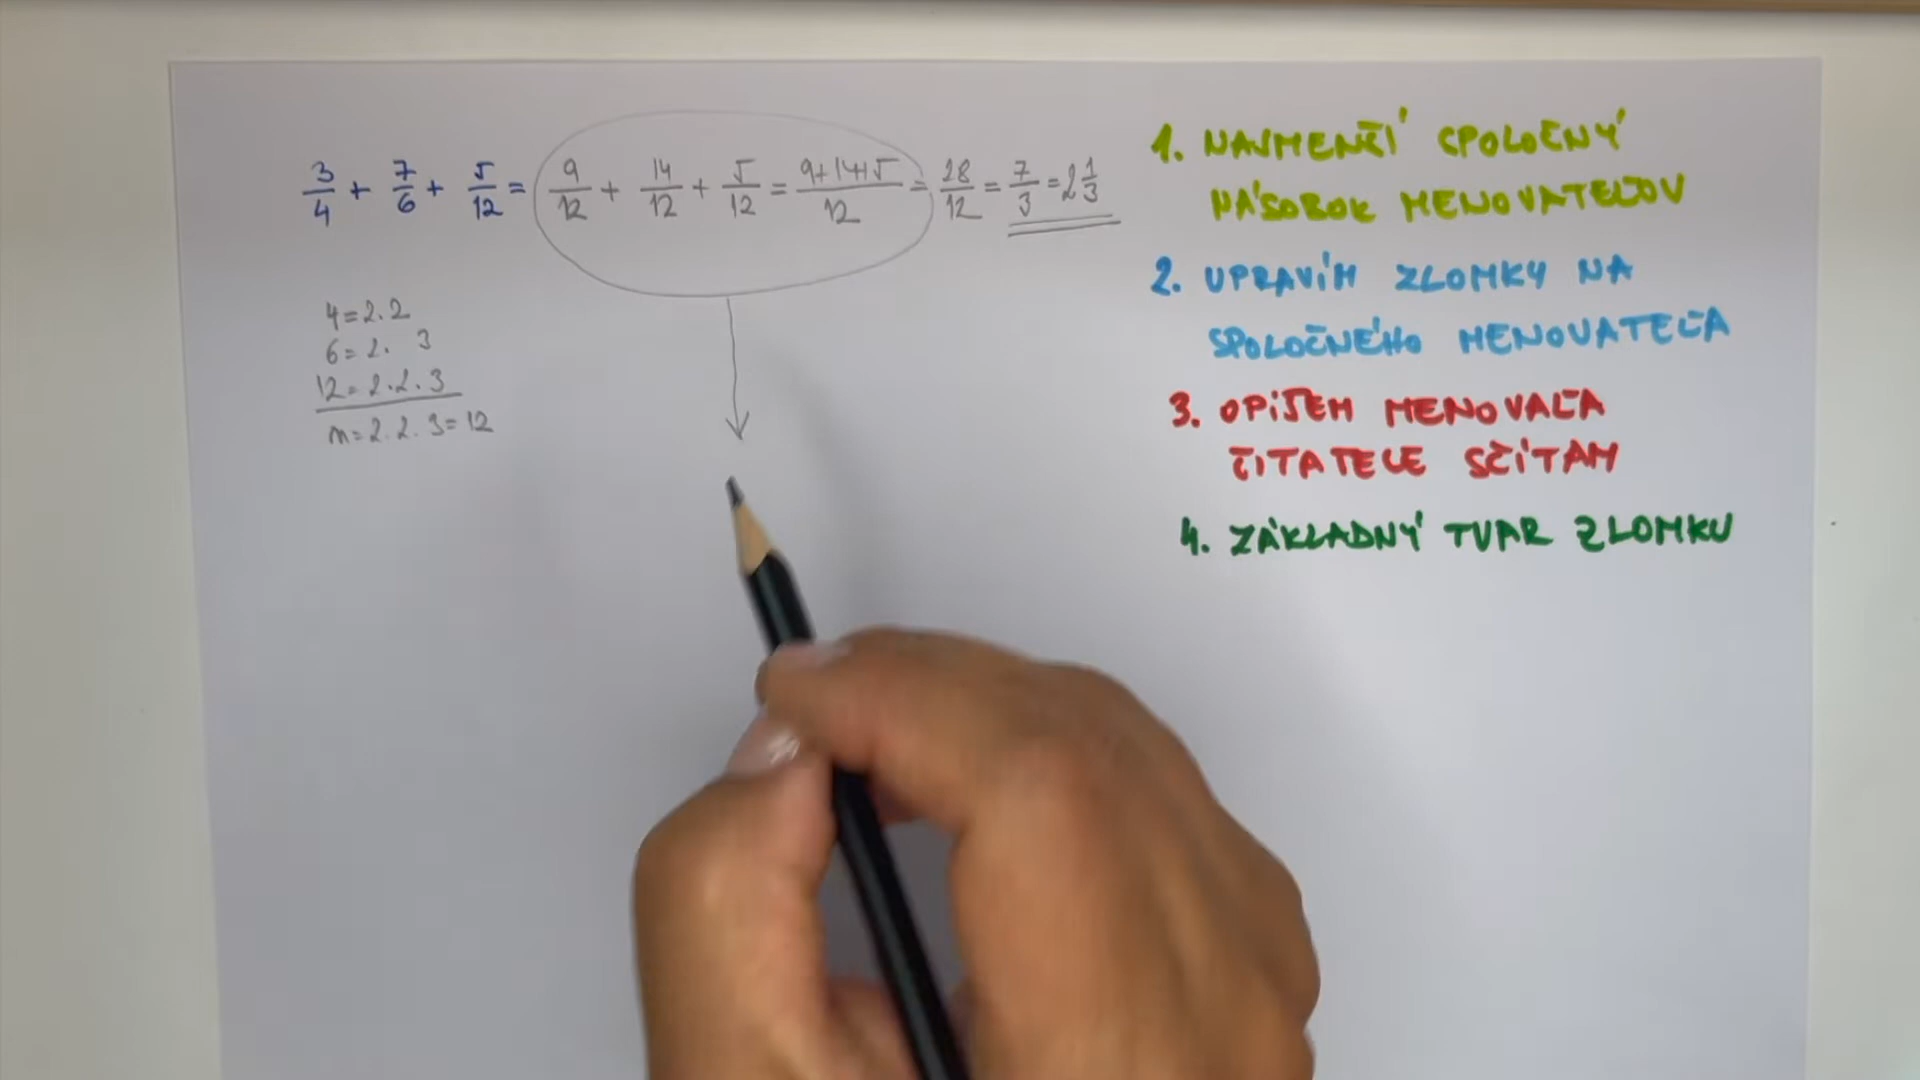 3/4 + 7/6 + 5/12 = 9/12 + 14/12 + 5/12 = 9+14+5/12 = 28/12 = 7/3 = 2 1/3
4=2.2
6=2. 3
12=2.2.3
n=2.2.3=12
1. NAJMENŠÍ SPOLOČNÝ
NÁSOBOK MENOVATEĽOV
2. UPRAVÍM ZLOMKY NA
SPOLOČNÉHO MENOVATEĽA
3. OPÍŠEM MENOVAĽA
ČITATELE SČÍTAM
4. ZÁKLADNÝ TVAR ZLOMKU